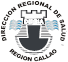 DIRECCION REGIONAL DE SALUD
REGION CALLAO